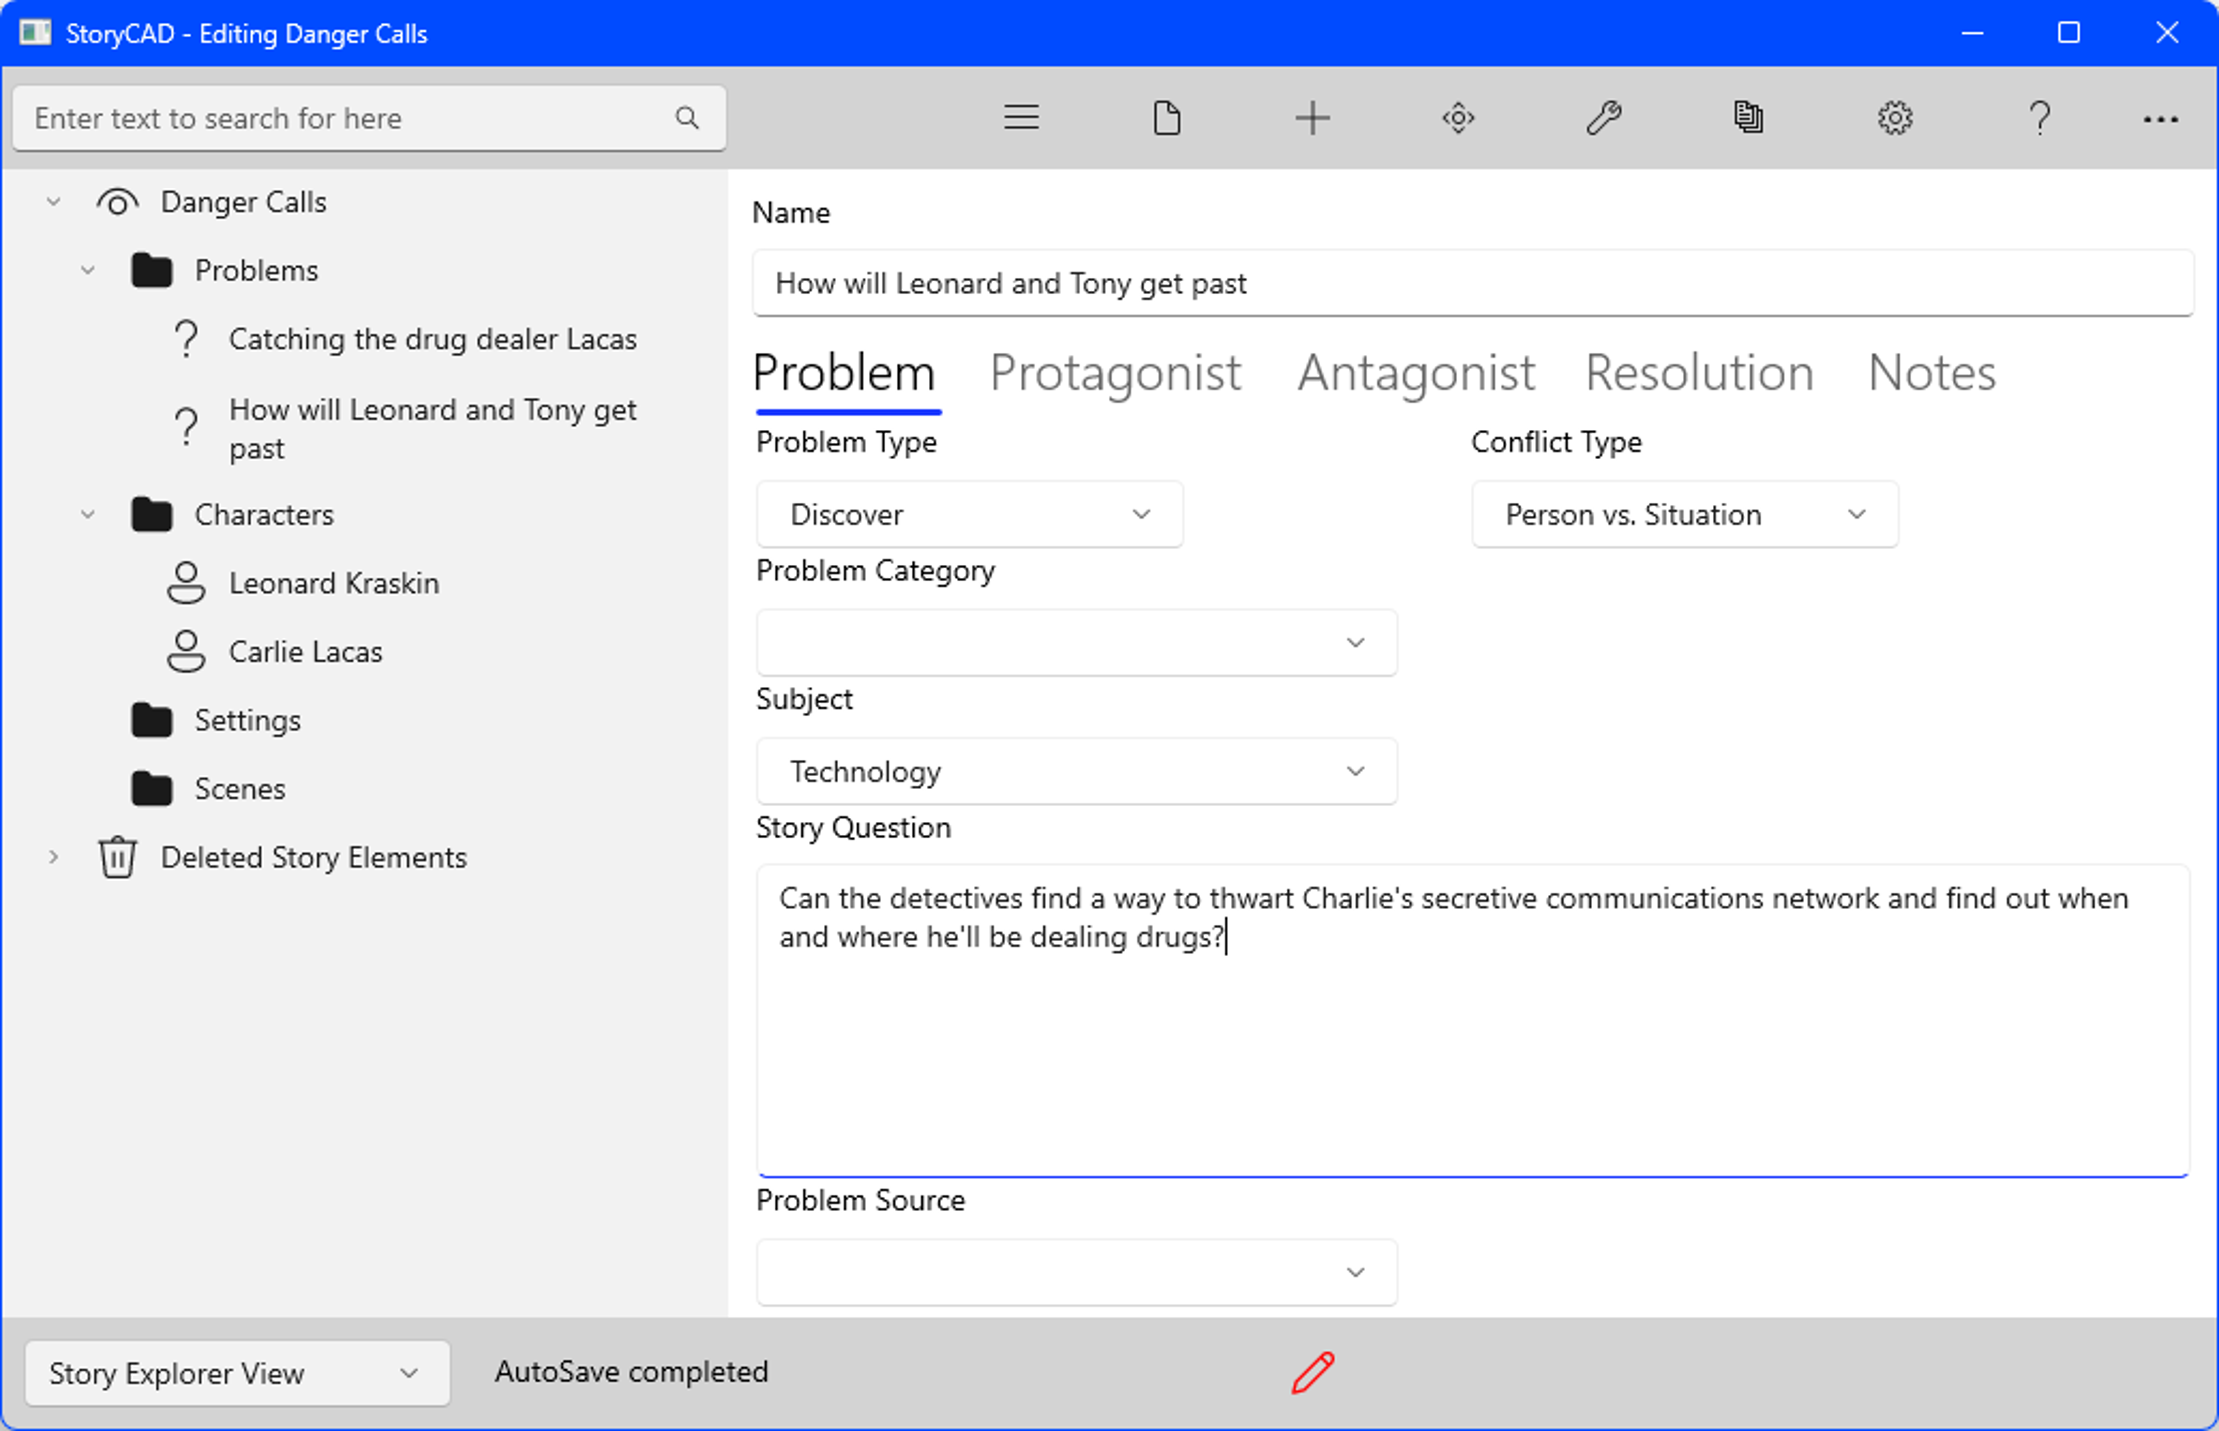 StoryCAD - Editing Danger Calls
Enter text to search for here
Danger Calls
Problems
Catching the drug dealer Lacas
How will Leonard and Tony get
past
Characters
Leonard Kraskin
Carlie Lacas
Settings
Scenes
Deleted Story Elements
Name
How will Leonard and Tony get past
Problem Protagonist Antagonist Resolution Notes
Problem Type Conflict Type
Discover Person vs. Situation
Problem Category
Subject
Technology
Story Question
Can the detectives find a way to thwart Charlie's secretive communications network and find out when
and where he'll be dealing drugs?
Problem Source
Story Explorer View AutoSave completed